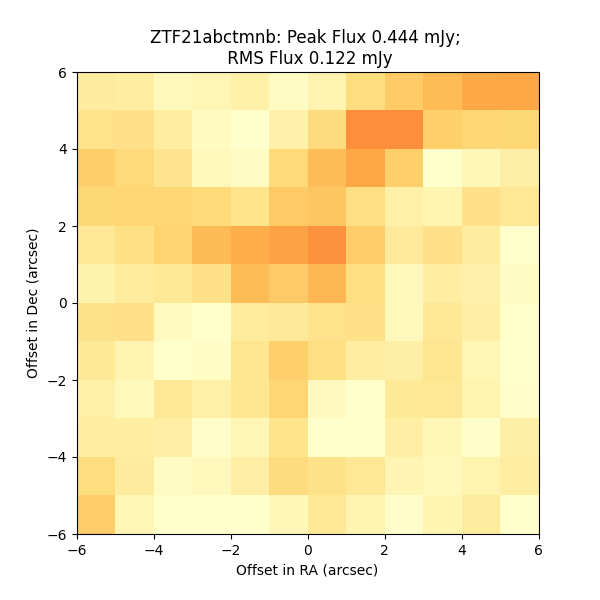 ZTF21abctmnb: Peak Flux 0.444 mJy;
RMS Flux 0.122 mJy
6
4
2
0
−2
−4
−6
Offset in Dec (arcsec)
−6 −4 −2 0 2 4 6
Offset in RA (arcsec)